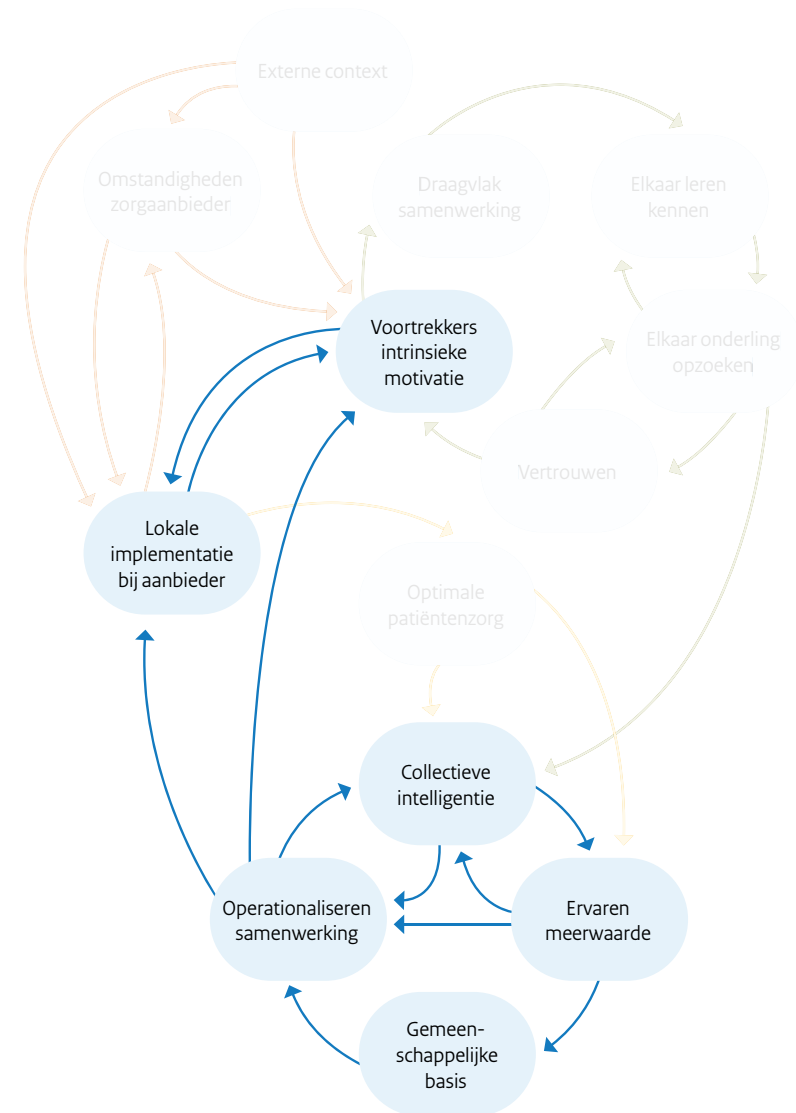 Externe context
Omstandigheden
zorgaanbieder
Draagvlak
samenwerking
Elkaar leren
kennen
Voortrekkers
intrinsieke
motivatie
Elkaar onderling
opzoeken
Vertrouwen
Lokale
implementatie
bij aanbieder
Optimale
patiëntenzorg
Collectieve
intelligentie
Operationaliseren
samenwerking
Ervaren
meerwaarde
Gemeen-
schappelijke
basis